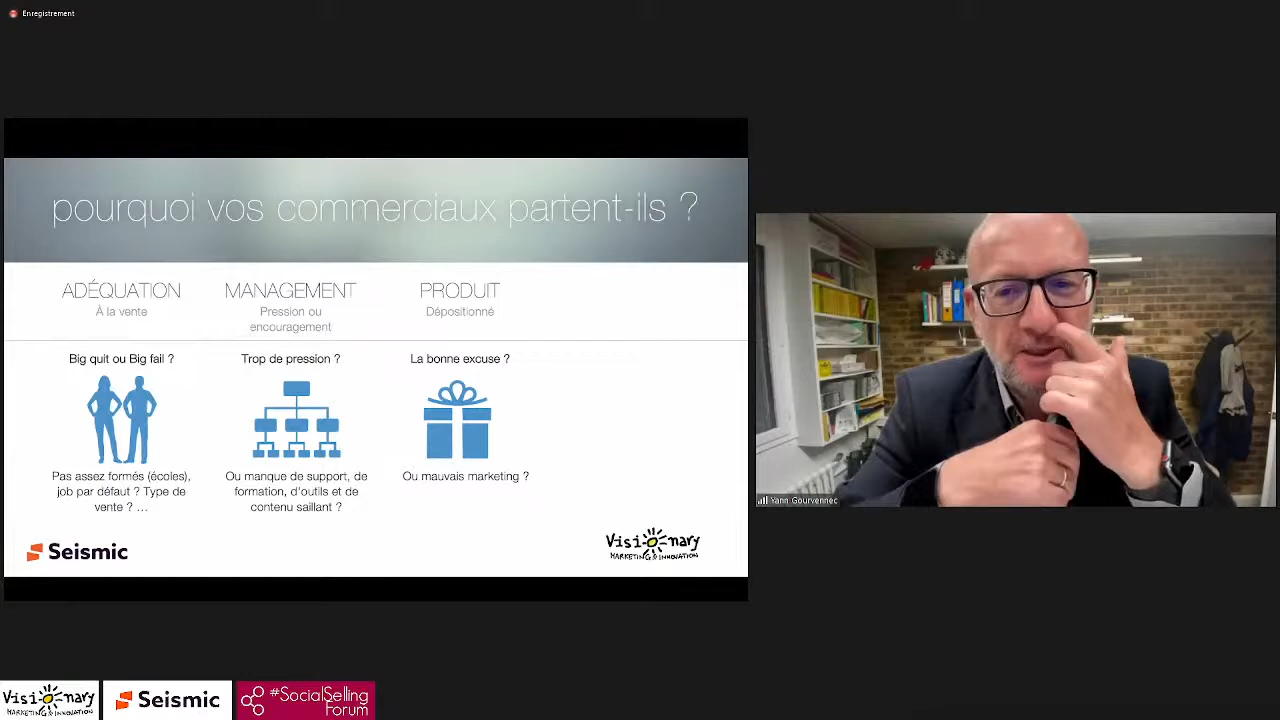 Enregistrement
pourquoi vos commerciaux partent-ils ?
ADÉQUATION
À la vente
MANAGEMENT
Pression ou
encouragement
PRODUIT
Dépositionné
Big quit ou Big fail ?
Trop de pression ?
La bonne excuse ?
Pas assez formés (écoles),
job par défaut ? Type de
vente ? ...
Ou manque de support, de
formation, d'outils et de
contenu saillant ?
Ou mauvais marketing ?
Seismic
Visionary
MARKETING & INNOVATION
Yann Gourvennec
Visionary
MARKETING & INNOVATION
Seismic
#SocialSelling
Forum